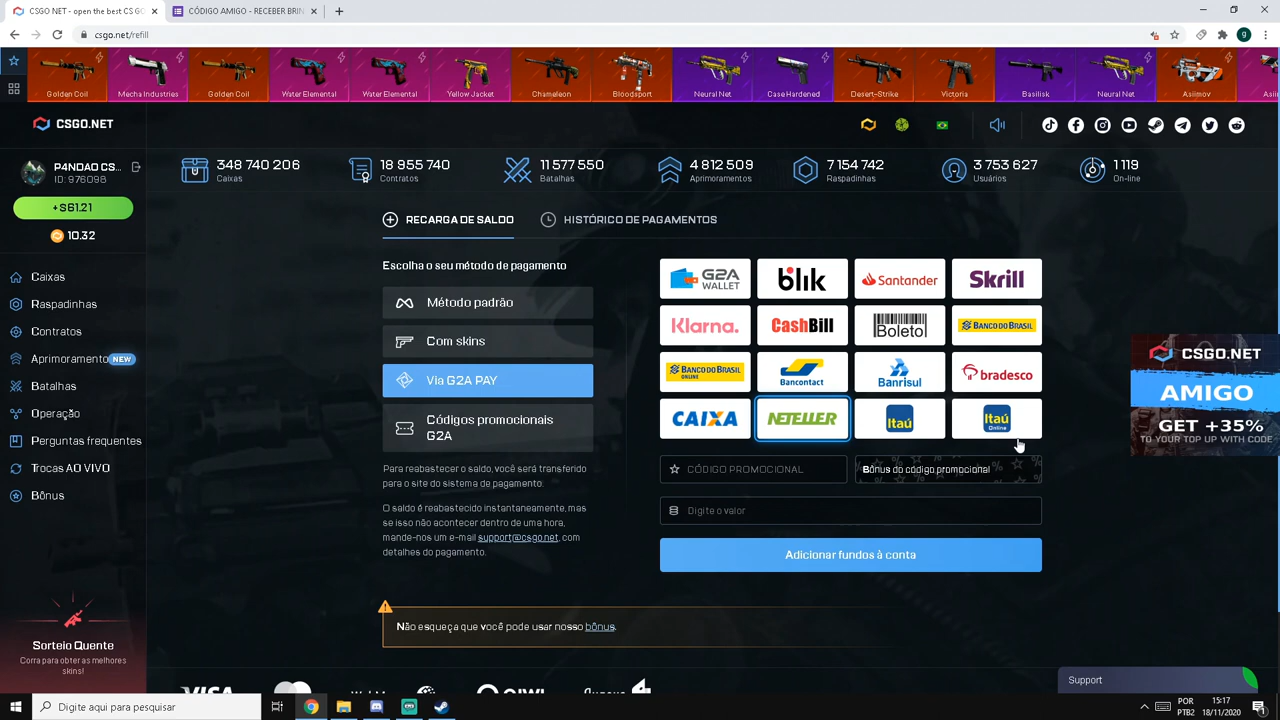 CSGO NET - open the best CS GO
CÓDIGO AMIGO - RECEBER BRIN
csgo.net/refill
Golden Coil
Mecha Industries
Golden Coil
Water Elemental
Water Elemental
Yellow Jacket
Chameleon
Bloodsport
Neural Net
Case Hardened
Desert-Strike
Victoria
Basilisk
Neural Net
Asiimov
Asii
CSGO.NET
P4NDAO CS...
ID: 976098
+$61.21
10.32
348 740 206
Caixas
18 955 740
Contratos
11 577 550
Batalhas
4 812 509
Aprimoramentos
7 154 742
Raspadinhas
3 753 627
Usuários
1 119
On-line
Caixas
Raspadinhas
Contratos
Aprimoramento NEW
Batalhas
Operação
Perguntas frequentes
Trocas AO VIVO
Bônus
Sorteio Quente
Corra para obter as melhores
skins!
RECARGA DE SALDO
HISTÓRICO DE PAGAMENTOS
Escolha o seu método de pagamento
Método padrão
Com skins
Via G2A PAY
Códigos promocionais
G2A
Para reabastecer o saldo, você será transferido
para o site do sistema de pagamento.
O saldo é reabastecido instantaneamente, mas
se isso não acontecer dentro de uma hora,
mande-nos um e-mail support@csgo.net, com
detalhes do pagamento.
G2A WALLET
blik
Santander
Skrill
Klarna.
CashBill
Boleto
BANCO DO BRASIL
BANCO DO BRASIL ONLINE
Bancontact
Banrisul
bradesco
CAIXA
NETELLER
Itaú
Itaú Online
CÓDIGO PROMOCIONAL
Bônus do código promocional
Digite o valor
Adicionar fundos à conta
Não esqueça que você pode usar nosso bônus.
CSGO.NET
AMIGO
GET +35%
TO YOUR TOP UP WITH CODE
VISA
QIWI
Support
Digite aqui para pesquisar
POR
PTB2
15:17
18/11/2020